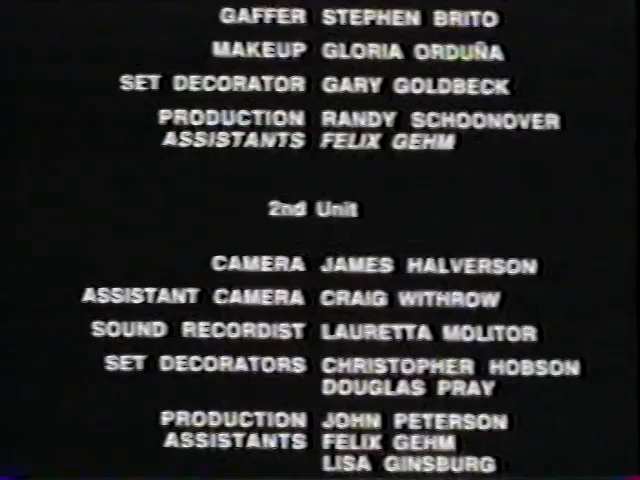 GAFFER STEPHEN BRITO
MAKEUP GLORIA ORDUÑA
SET DECORATOR GARY GOLDBECK
PRODUCTION RANDY SCHOONOVER
ASSISTANTS FELIX GEHM
2nd Unit
CAMERA JAMES HALVERSON
ASSISTANT CAMERA CRAIG WITHROW
SOUND RECORDIST LAURETTA MOLITOR
SET DECORATORS CHRISTOPHER HOBSON
DOUGLAS PRAY
PRODUCTION JOHN PETERSON
ASSISTANTS FELIX GEHM
LISA GINSBURG